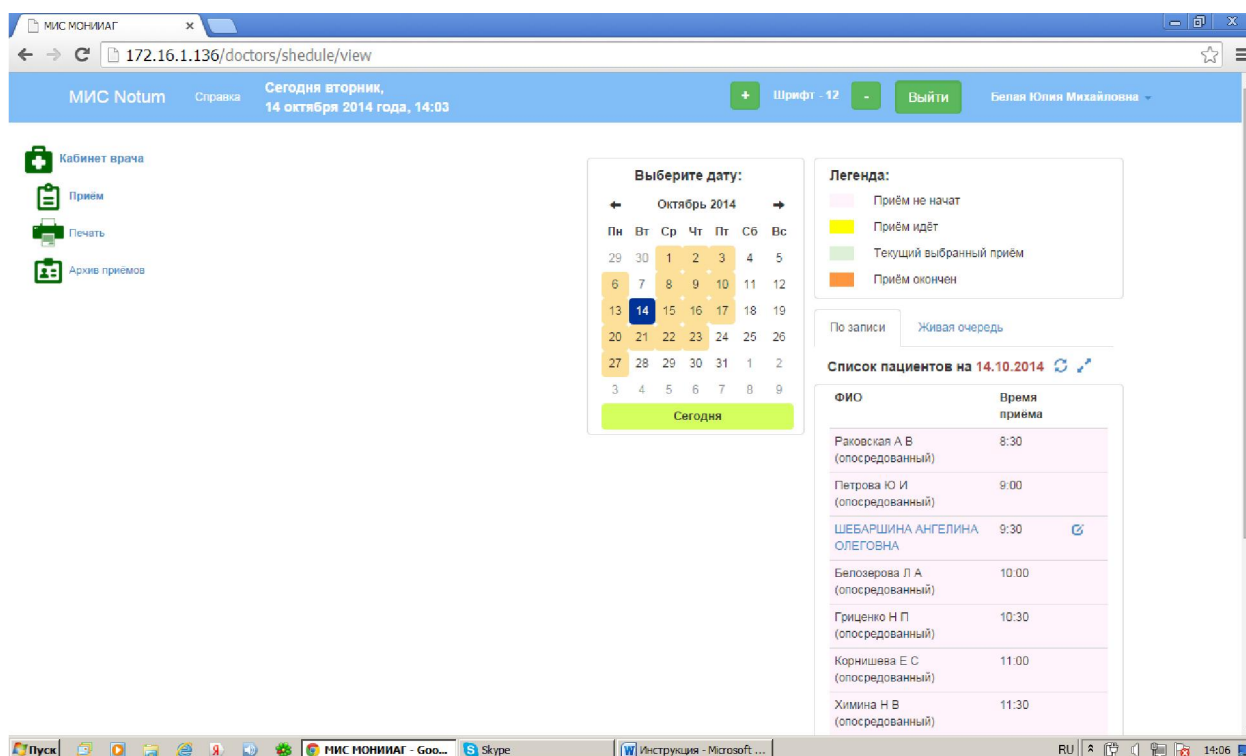 МИС МОНИИАГ
172.16.1.136/doctors/shedule/view
МИС Notum Справка Сегодня вторник,
14 октября 2014 года, 14:03
+ Шрифт - 12 - Выйти Белая Юлия Михайловна
Кабинет врача
Приём
Печать
Архив приёмов
Выберите дату:
Октябрь 2014
Пн Вт Ср Чт Пт Сб Вс
29 30 1 2 3 4 5
6 7 8 9 10 11 12
13 14 15 16 17 18 19
20 21 22 23 24 25 26
27 28 29 30 31 1 2
3 4 5 6 7 8 9
Сегодня
Легенда:
Приём не начат
Приём идёт
Текущий выбранный приём
Приём окончен
По записи Живая очередь
Список пациентов на 14.10.2014
ФИО Время
приёма
Раковская А В 8:30
(опосредованный)
Петрова Ю И 9:00
(опосредованный)
ШЕБАРШИНА АНГЕЛИНА 9:30
ОЛЕГОВНА
Белозерова Л А 10:00
(опосредованный)
Гриценко Н П 10:30
(опосредованный)
Корнишева Е С 11:00
(опосредованный)
Химина Н В 11:30
(опосредованный)
Пуск МИС МОНИИАГ - Goo... Skype Инструкция - Microsoft ... RU 14:06